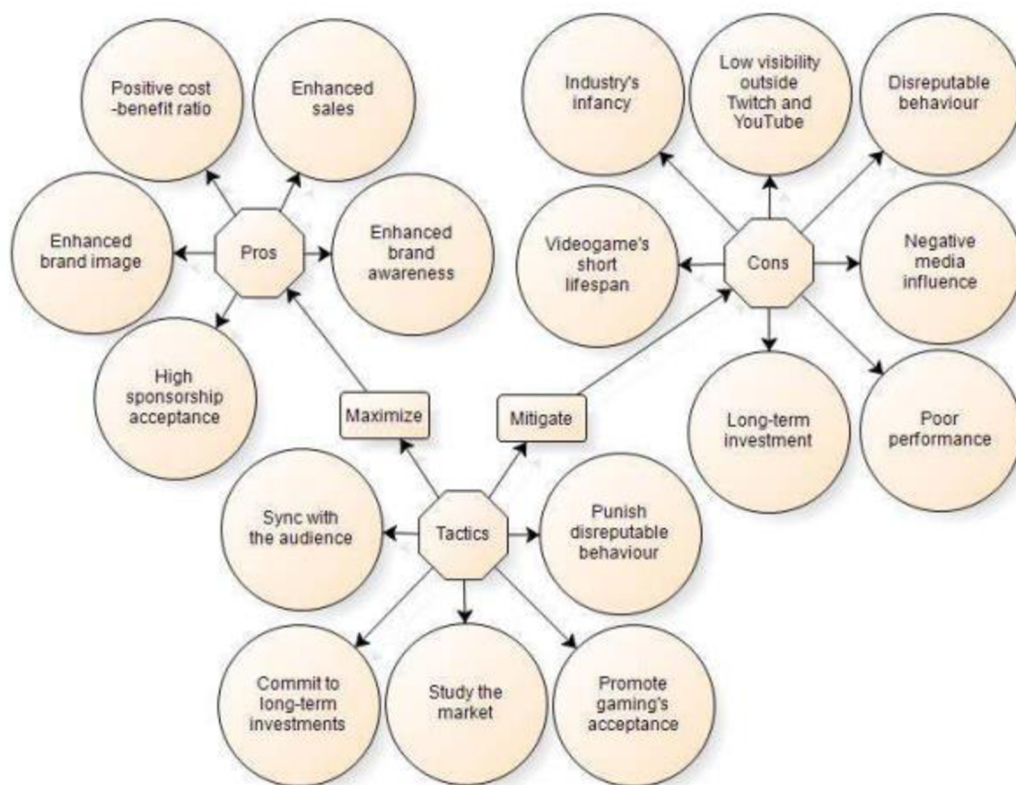 Positive cost
-benefit ratio
Enhanced
sales
Enhanced
brand image
Pros
Enhanced
brand
awareness
High
sponsorship
acceptance
Industry's
infancy
Low visibility
outside
Twitch and
YouTube
Disreputable
behaviour
Videogame's
short
lifespan
Cons
Negative
media
influence
Long-term
investment
Poor
performance
Maximize
Mitigate
Sync with
the audience
Tactics
Punish
disreputable
behaviour
Commit to
long-term
investments
Study the
market
Promote
gaming's
acceptance